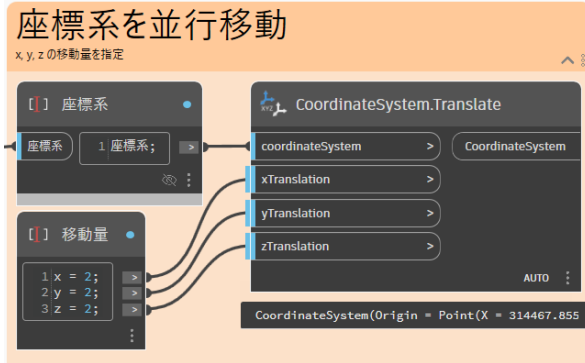 座標系を並行移動
x, y, z の移動量を指定
[ ] 座標系
座標系
1 座標系;
>
[ ] 移動量
1 x = 2; >
2 y = 2; >
3 z = 2; >
XYZ CoordinateSystem.Translate
coordinateSystem > CoordinateSystem
xTranslation >
yTranslation >
zTranslation >
AUTO
CoordinateSystem(Origin = Point(X = 314467.855